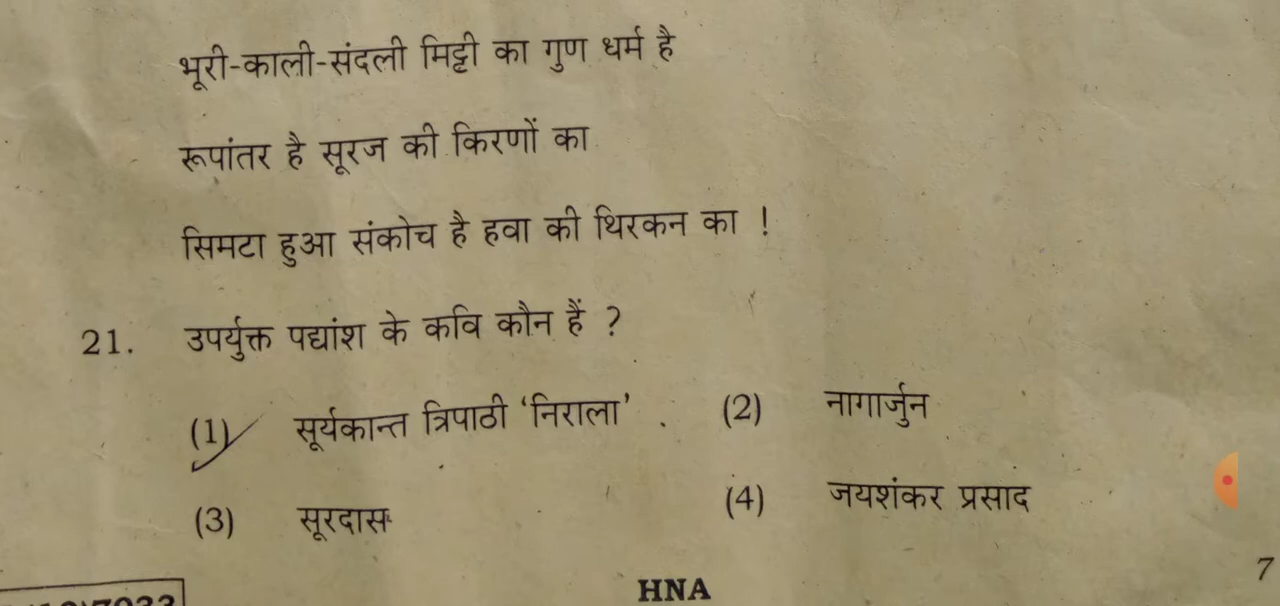 भूरी-काली-संदली मिट्टी का गुण धर्म है
रूपांतर है सूरज की किरणों का
सिमटा हुआ संकोच है हवा की थिरकन का !
21. उपर्युक्त पद्यांश के कवि कौन हैं ?
(1) सूर्यकान्त त्रिपाठी ‘निराला’ . (2) नागार्जुन
(3) सूरदास (4) जयशंकर प्रसाद
HNA 7